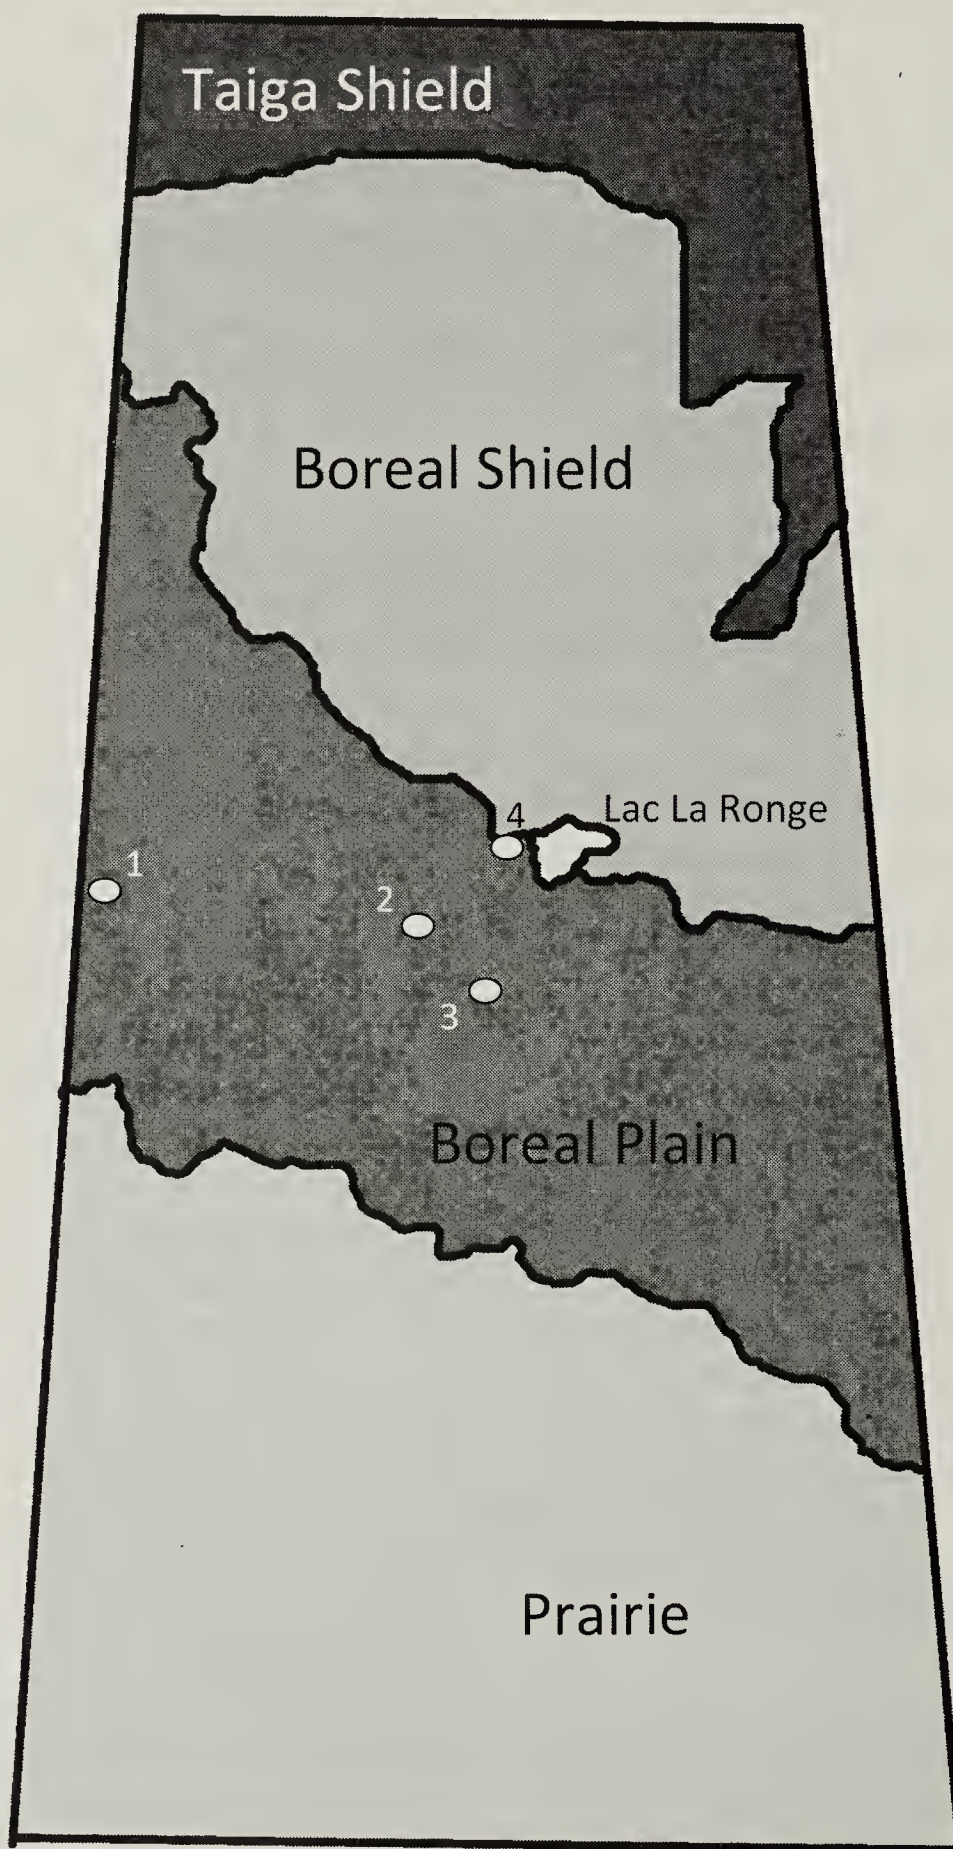 Taiga Shield
Boreal Shield
4
Lac La Ronge
1
2
3
Boreal Plain
Prairie